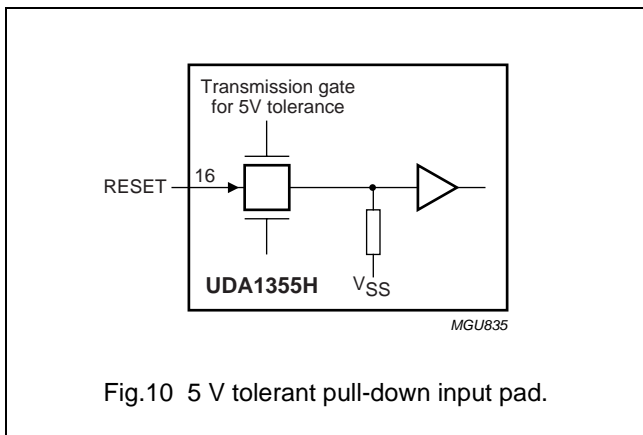 Transmission gate
for 5V tolerance
RESET
16
UDA1355H
VSS
MGU835
Fig.10 5 V tolerant pull-down input pad.